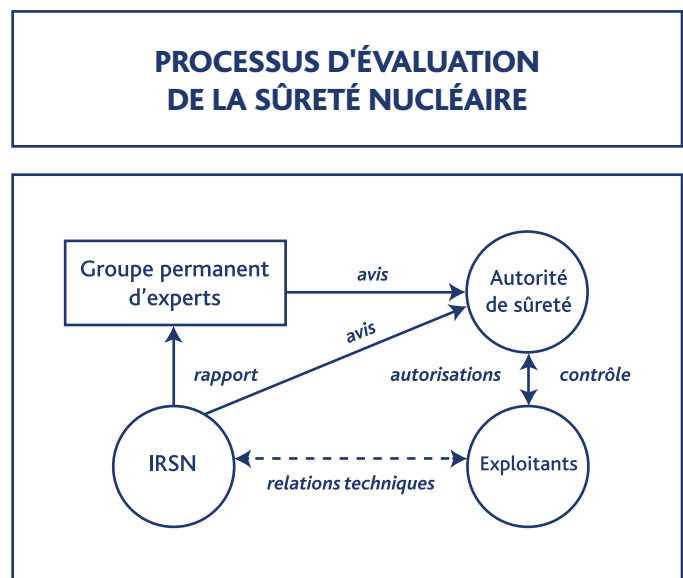 PROCESSUS D'ÉVALUATION
DE LA SÛRETÉ NUCLÉAIRE
Groupe permanent
d'experts
avis
Autorité
de sûreté
avis
rapport
autorisations
contrôle
IRSN
relations techniques
Exploitants